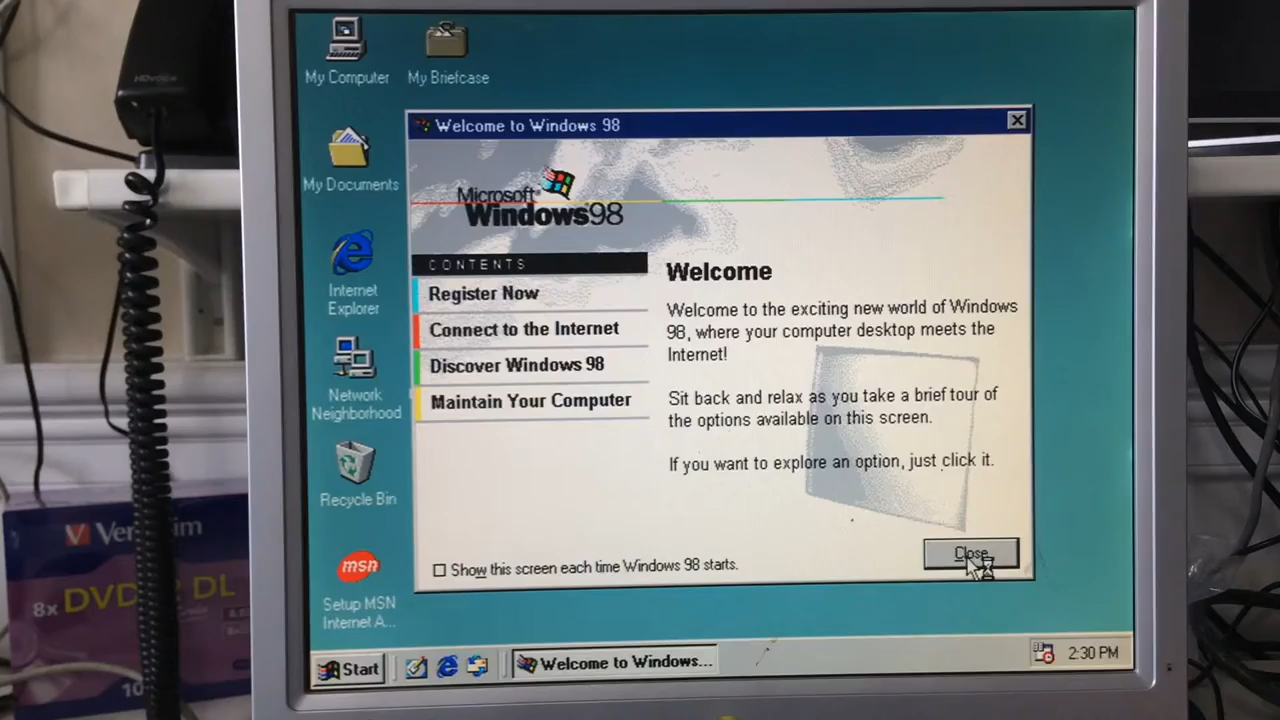 HDview
My Computer
My Briefcase
My Documents
Internet
Explorer
Network
Neighborhood
Recycle Bin
msn
Setup MSN
Internet A...
Welcome to Windows 98
Microsoft
Windows 98
CONTENTS
Register Now
Connect to the Internet
Discover Windows 98
Maintain Your Computer
Welcome
Welcome to the exciting new world of Windows
98, where your computer desktop meets the
Internet!
Sit back and relax as you take a brief tour of
the options available on this screen.
If you want to explore an option, just click it.
Show this screen each time Windows 98 starts.
Close
Start
Welcome to Windows...
2:30 PM
8x
DL
10